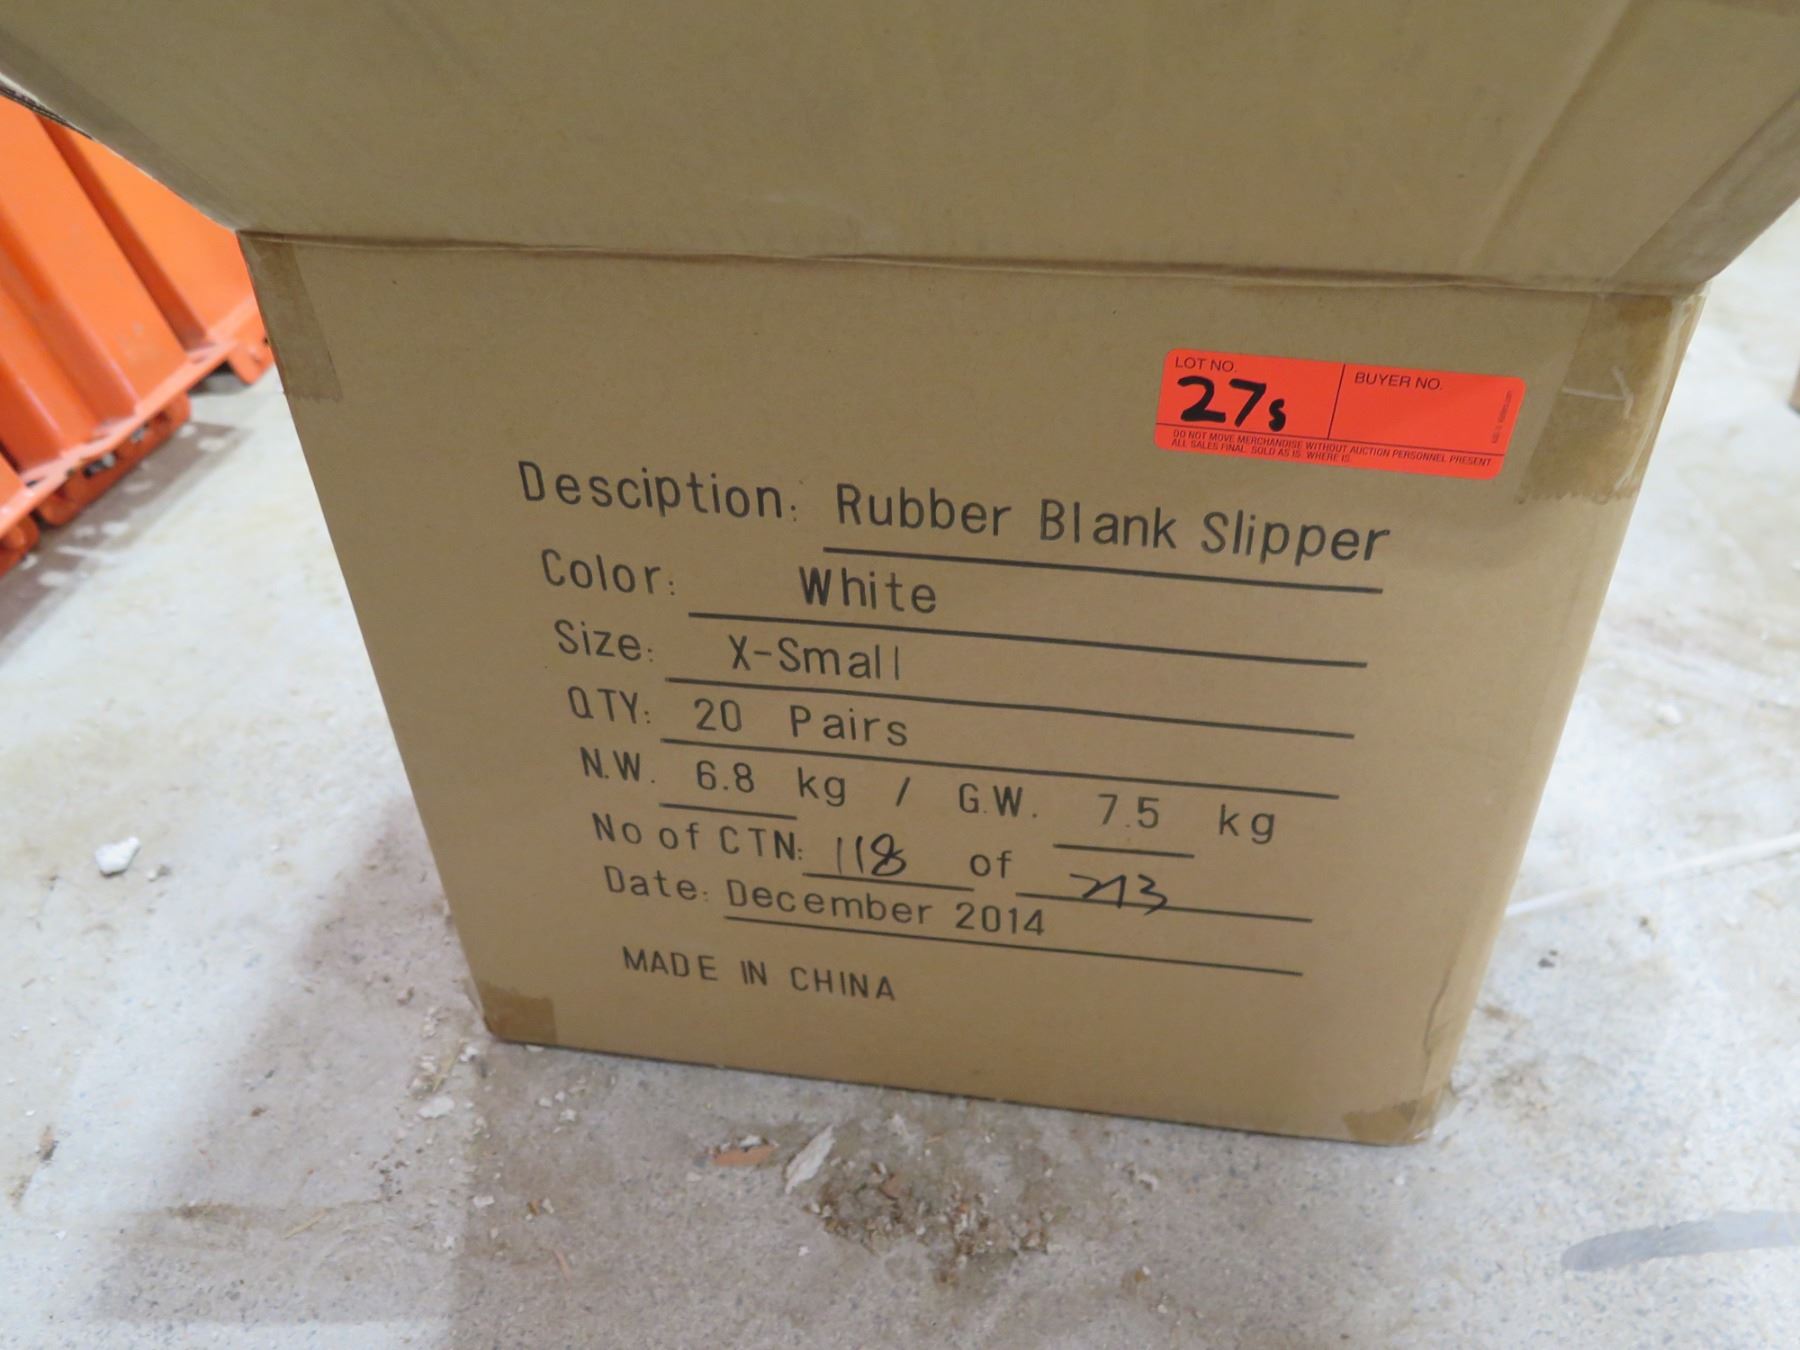 LOT NO.
27s
BUYER NO.
DO NOT MOVE MERCHANDISE WITHOUT AUCTION PERSONNEL PRESENT
ALL SALES FINAL. SOLD AS IS. WHERE IS.
Desciption: Rubber Blank Slipper
Color: White
Size: X-Small
QTY: 20 Pairs
N.W. 6.8 kg / G.W. 7.5 kg
No of CTN: 118 of 213
Date: December 2014
MADE IN CHINA